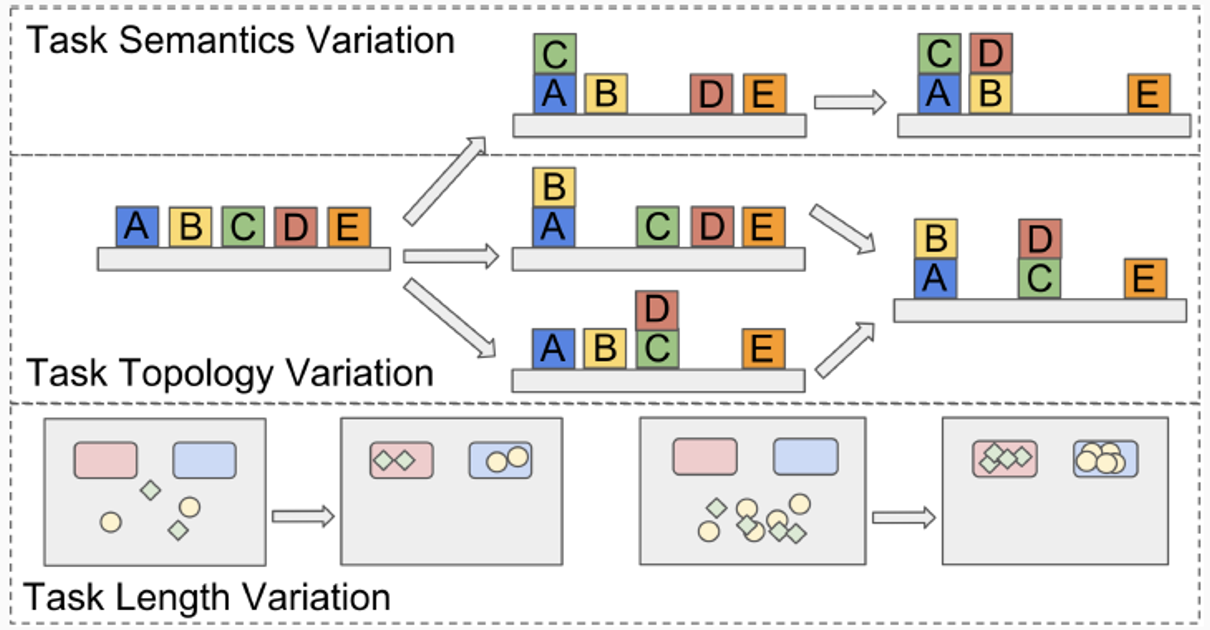 Task Semantics Variation
C
A B D E
C D
A B E
A B C D E
B
A C D E
D
A B C E
B D
A C E
Task Topology Variation
Task Length Variation